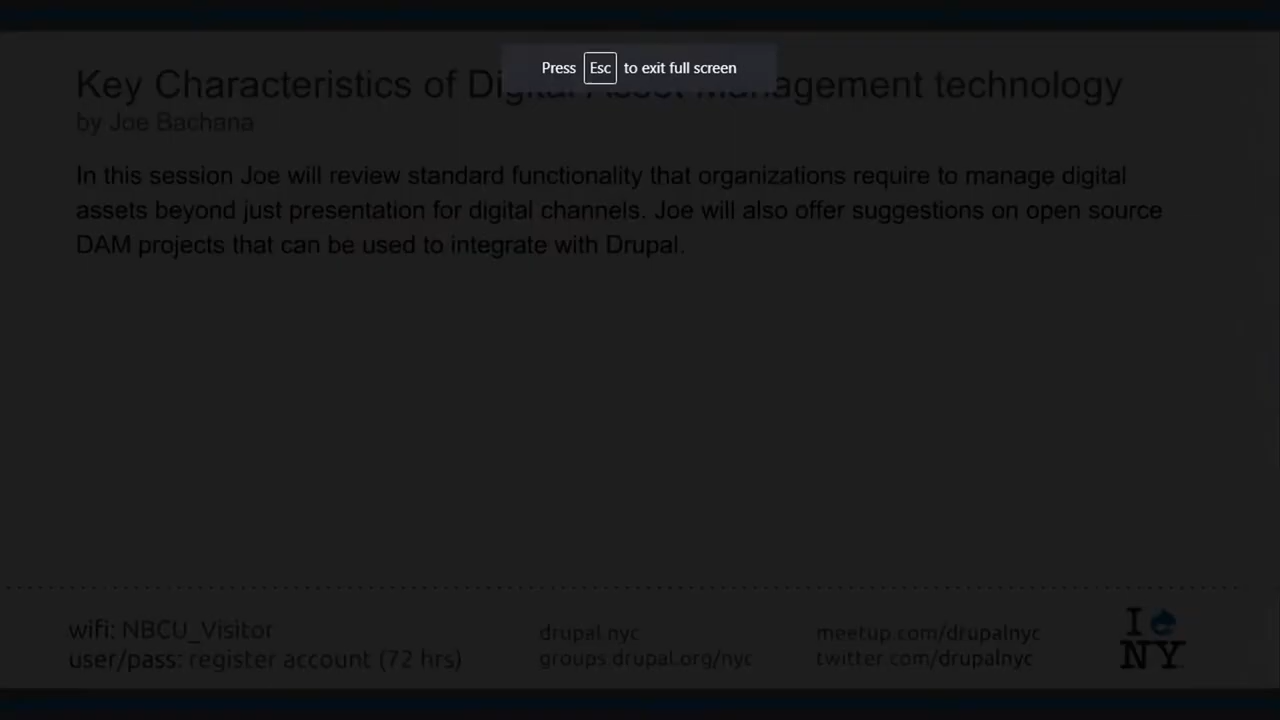 Press Esc to exit full screen
Key Characteristics of Digital Asset Management technology
by Joe Bachana
In this session Joe will review standard functionality that organizations require to manage digital
assets beyond just presentation for digital channels. Joe will also offer suggestions on open source
DAM projects that can be used to integrate with Drupal.
wifi: NBCU_Visitor
user/pass: register account (72 hrs)
drupal.nyc
groups.drupal.org/nyc
meetup.com/drupalnyc
twitter.com/drupalnyc
I
NY